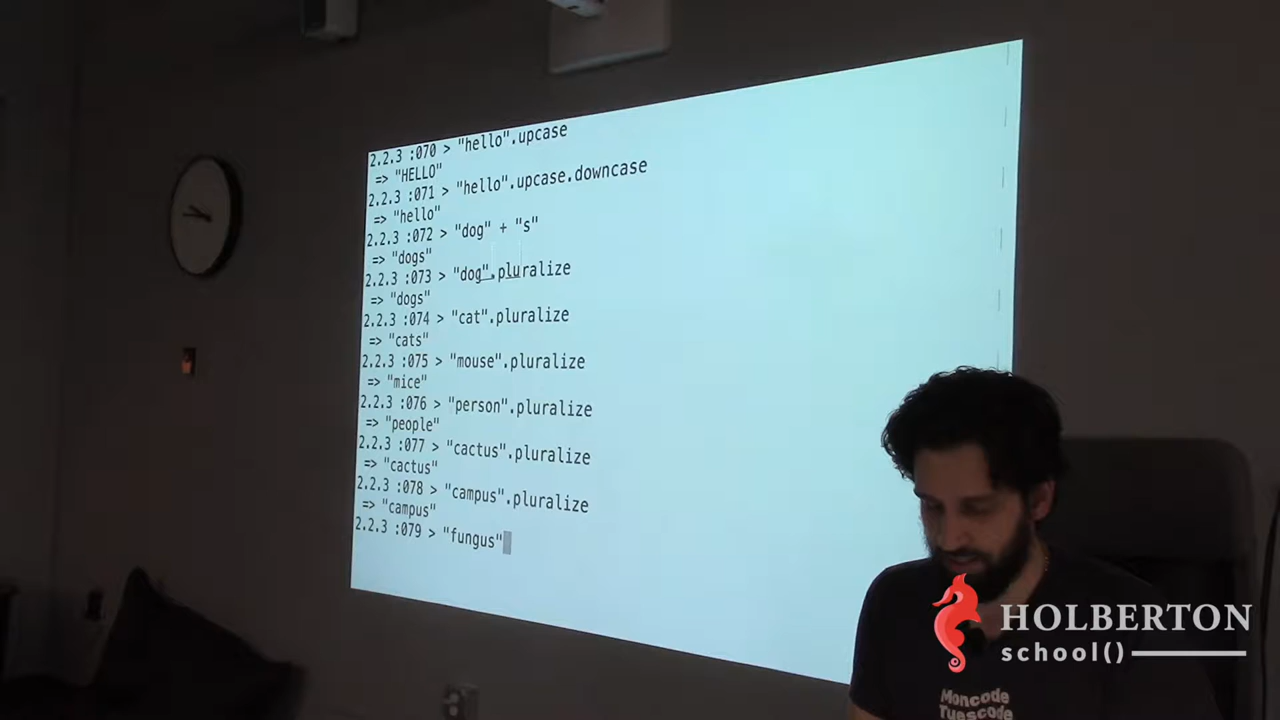 2.2.3 :070 > "hello".upcase
=> "HELLO"
2.2.3 :071 > "hello".upcase.downcase
=> "hello"
2.2.3 :072 > "dog" + "s"
=> "dogs"
2.2.3 :073 > "dog".pluralize
=> "dogs"
2.2.3 :074 > "cat".pluralize
=> "cats"
2.2.3 :075 > "mouse".pluralize
=> "mice"
2.2.3 :076 > "person".pluralize
=> "people"
2.2.3 :077 > "cactus".pluralize
=> "cactus"
2.2.3 :078 > "campus".pluralize
=> "campus"
2.2.3 :079 > "fungus"
HOLBERTON
school()
Moncode
Tuescode